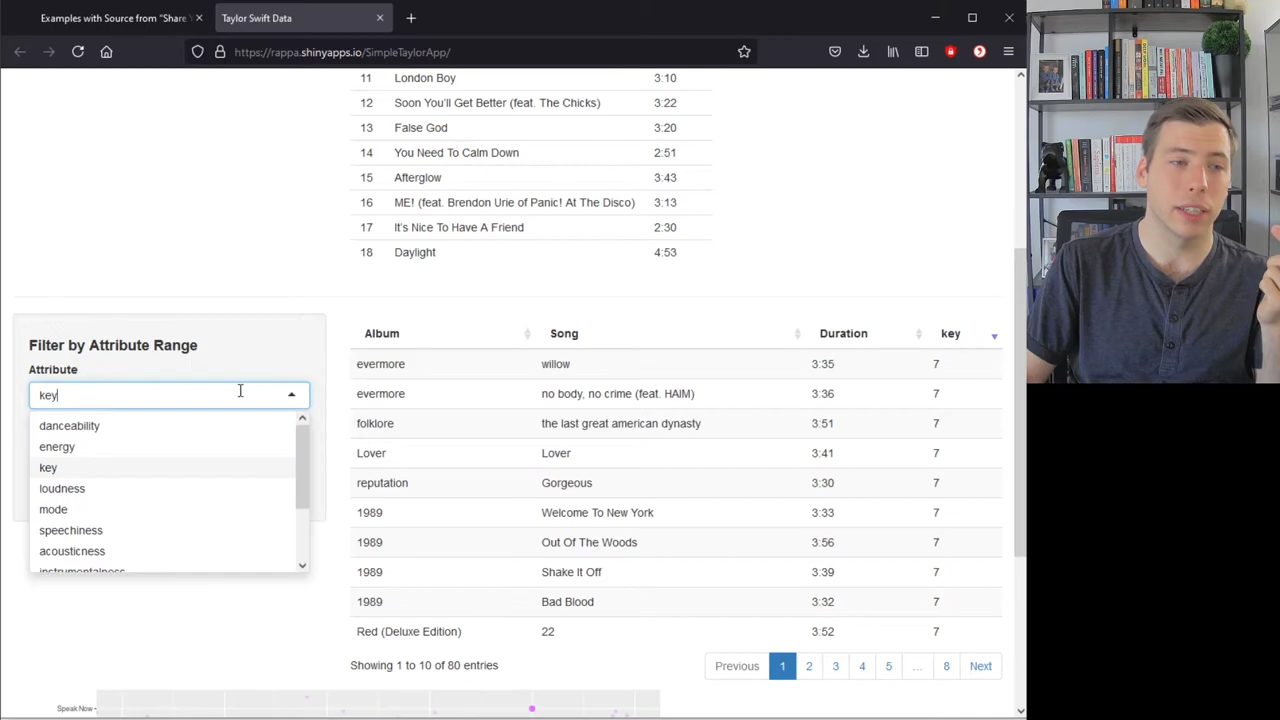 Examples with Source from "Share Y
Taylor Swift Data
https://rappa.shinyapps.io/SimpleTaylorApp/
11 London Boy 3:10
12 Soon You'll Get Better (feat. The Chicks) 3:22
13 False God 3:20
14 You Need To Calm Down 2:51
15 Afterglow 3:43
16 ME! (feat. Brendon Urie of Panic! At The Disco) 3:13
17 It's Nice To Have A Friend 2:30
18 Daylight 4:53
Filter by Attribute Range
Attribute
key
danceability
energy
key
loudness
mode
speechiness
acousticness
instrumentalness
Album Song Duration key
evermore willow 3:35 7
evermore no body, no crime (feat. HAIM) 3:36 7
folklore the last great american dynasty 3:51 7
Lover Lover 3:41 7
reputation Gorgeous 3:30 7
1989 Welcome To New York 3:33 7
1989 Out Of The Woods 3:56 7
1989 Shake It Off 3:39 7
1989 Bad Blood 3:32 7
Red (Deluxe Edition) 22 3:52 7
Showing 1 to 10 of 80 entries
Previous 1 2 3 4 5 … 8 Next
Speak Now